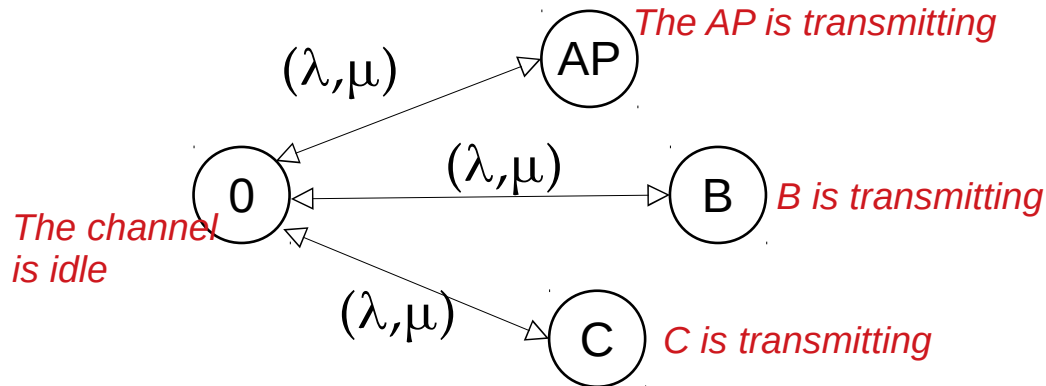 The AP is transmitting
AP
(λ,μ)
(λ,μ)
0
B
B is transmitting
The channel
is idle
(λ,μ)
C
C is transmitting